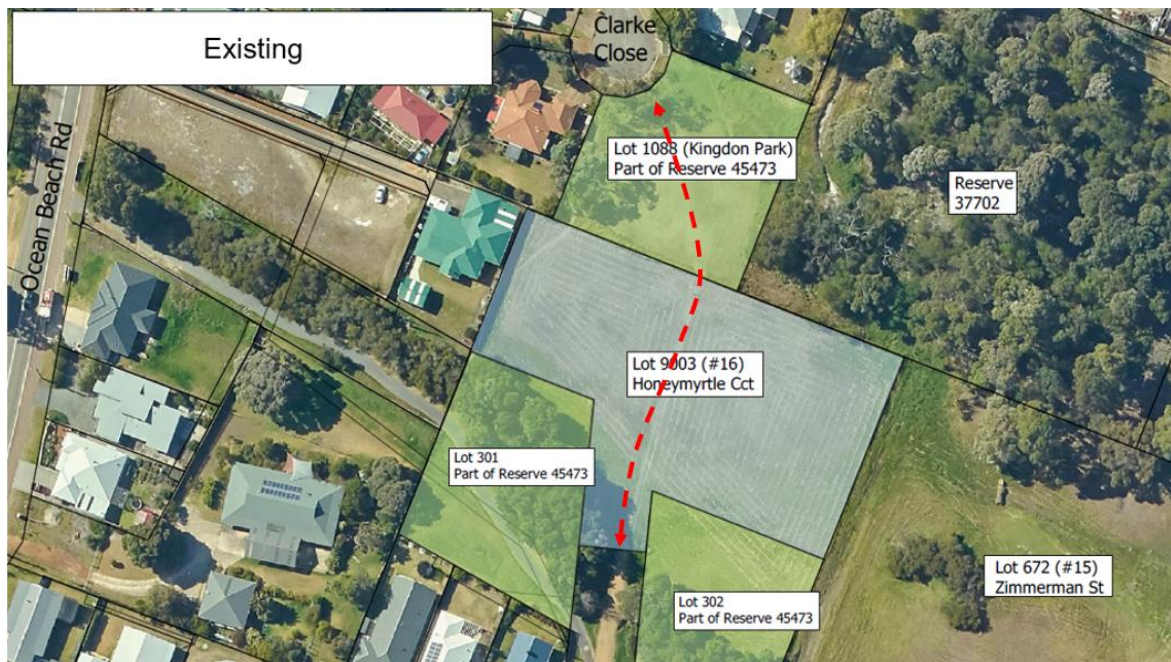 Existing
Clarke
Close
Lot 1088 (Kingdon Park)
Part of Reserve 45473
Reserve
37702
Ocean Beach Rd
Lot 9003 (#16)
Honeymyrtle Cct
Lot 301
Part of Reserve 45473
Lot 672 (#15)
Zimmerman St
Lot 302
Part of Reserve 45473